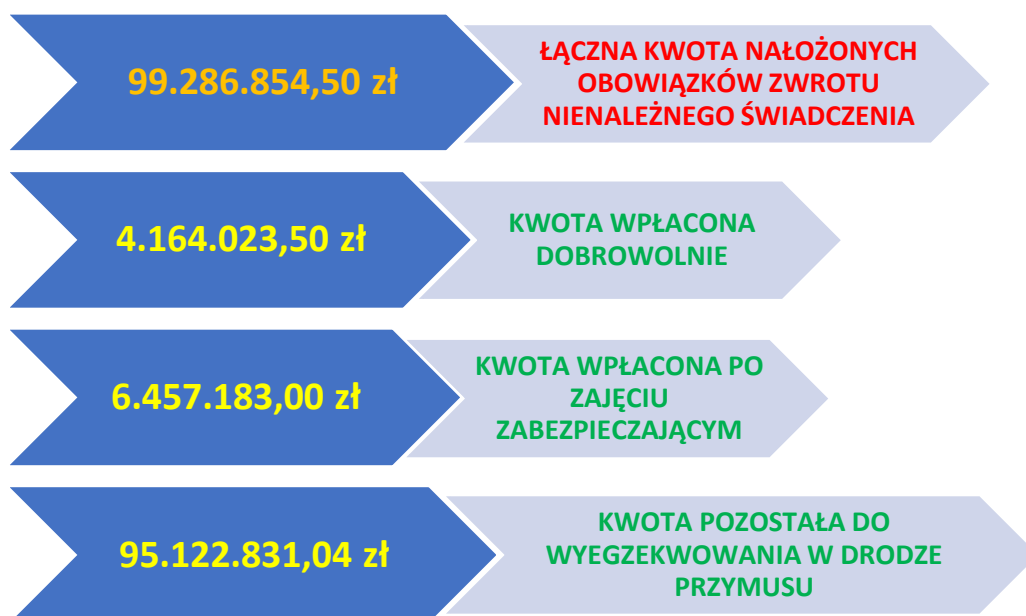 99.286.854,50 zł
ŁĄCZNA KWOTA NAŁOŻONYCH
OBOWIĄZKÓW ZWROTU
NIENALEŻNEGO ŚWIADCZENIA
4.164.023,50 zł
KWOTA WPŁACONA
DOBROWOLNIE
6.457.183,00 zł
KWOTA WPŁACONA PO
ZAJĘCIU
ZABEZPIECZAJĄCYM
95.122.831,04 zł
KWOTA POZOSTAŁA DO
WYEGZEKWOWANIA W DRODZE
PRZYMUSU